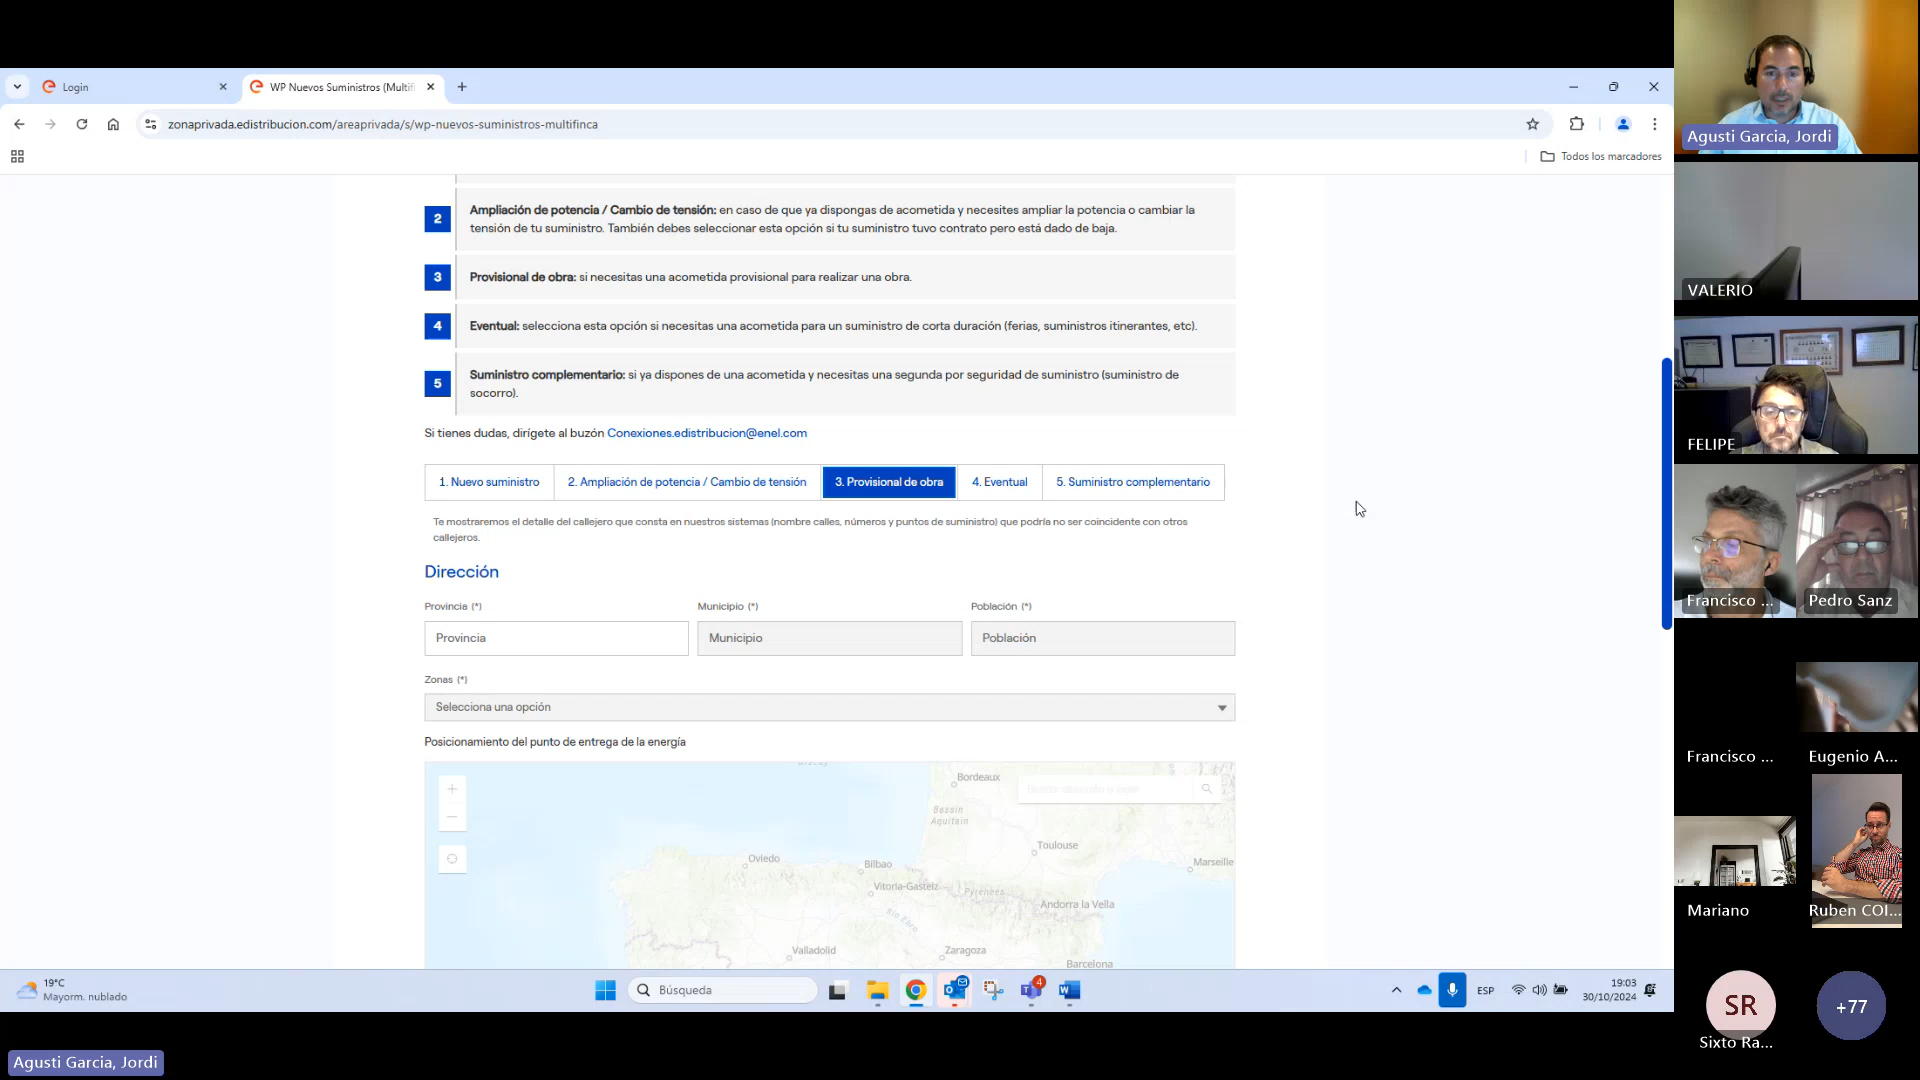 Login
WP Nuevos Suministros (Multifi
zonaprivada.edistribucion.com/areaprivada/s/wp-nuevos-suministros-multifinca
Todos los marcadores
2
Ampliación de potencia / Cambio de tensión: en caso de que ya dispongas de acometida y necesites ampliar la potencia o cambiar la
tensión de tu suministro. También debes seleccionar esta opción si tu suministro tuvo contrato pero está dado de baja.
3
Provisional de obra: si necesitas una acometida provisional para realizar una obra.
4
Eventual: selecciona esta opción si necesitas una acometida para un suministro de corta duración (ferias, suministros itinerantes, etc).
5
Suministro complementario: si ya dispones de una acometida y necesitas una segunda por seguridad de suministro (suministro de
socorro).
Si tienes dudas, dirígete al buzón Conexiones.edistribucion@enel.com
1. Nuevo suministro
2. Ampliación de potencia / Cambio de tensión
3. Provisional de obra
4. Eventual
5. Suministro complementario
Te mostraremos el detalle del callejero que consta en nuestros sistemas (nombre calles, números y puntos de suministro) que podría no ser coincidente con otros
callejeros.
Dirección
Provincia (*)
Municipio (*)
Población (*)
Provincia
Municipio
Población
Zonas (*)
Selecciona una opción
Posicionamiento del punto de entrega de la energía
Bordeaux
Bassin
Aquitain
Toulouse
Marseille
Oviedo
Bilbao
Vitoria-Gasteiz
Pyrenees
Andorra la Vella
Río Ebro
Valladolid
Zaragoza
Barcelona
19°C
Mayorm. nublado
Búsqueda
4
ESP
19:03
30/10/2024
Agusti Garcia, Jordi
VALERIO
FELIPE
Francisco ...
Pedro Sanz
Francisco ...
Eugenio A...
Mariano
Ruben COI...
SR
Sixto Ra...
+77
Agusti Garcia, Jordi